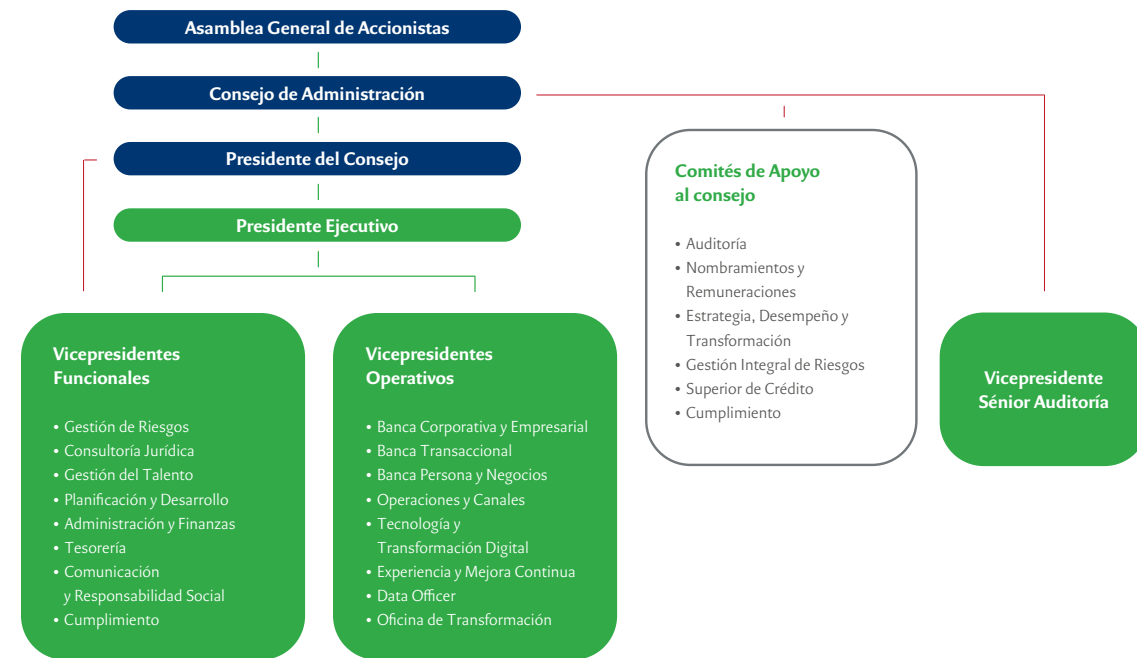 Asamblea General de Accionistas
Consejo de Administración
Presidente del Consejo
Presidente Ejecutivo
Vicepresidentes
Funcionales
• Gestión de Riesgos
• Consultoría Jurídica
• Gestión del Talento
• Planificación y Desarrollo
• Administración y Finanzas
• Tesorería
• Comunicación
y Responsabilidad Social
• Cumplimiento
Vicepresidentes
Operativos
• Banca Corporativa y Empresarial
• Banca Transaccional
• Banca Persona y Negocios
• Operaciones y Canales
• Tecnología y
Transformación Digital
• Experiencia y Mejora Continua
• Data Officer
• Oficina de Transformación
Comités de Apoyo
al consejo
• Auditoría
• Nombramientos y
Remuneraciones
• Estrategia, Desempeño y
Transformación
• Gestión Integral de Riesgos
• Superior de Crédito
• Cumplimiento
Vicepresidente
Sénior Auditoría